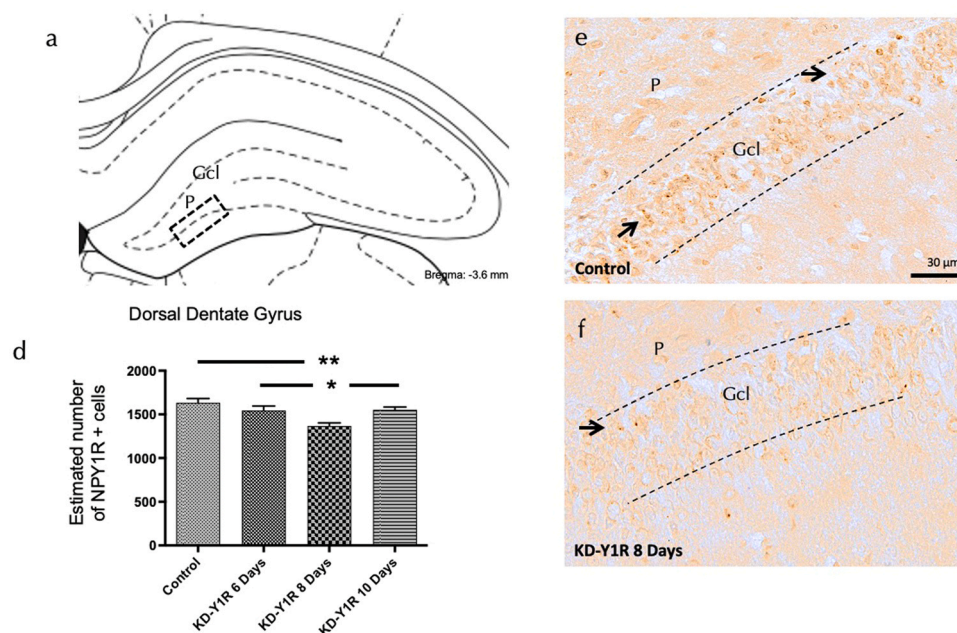 a
Gcl
P
Bregma: -3.6 mm
Dorsal Dentate Gyrus
d
Estimated number
of NPY1R + cells
2000
1500
1000
500
0
**
*
Control
KD-Y1R 6 Days
KD-Y1R 8 Days
KD-Y1R 10 Days
e
P
Gcl
Control
30 µm
f
P
Gcl
KD-Y1R 8 Days